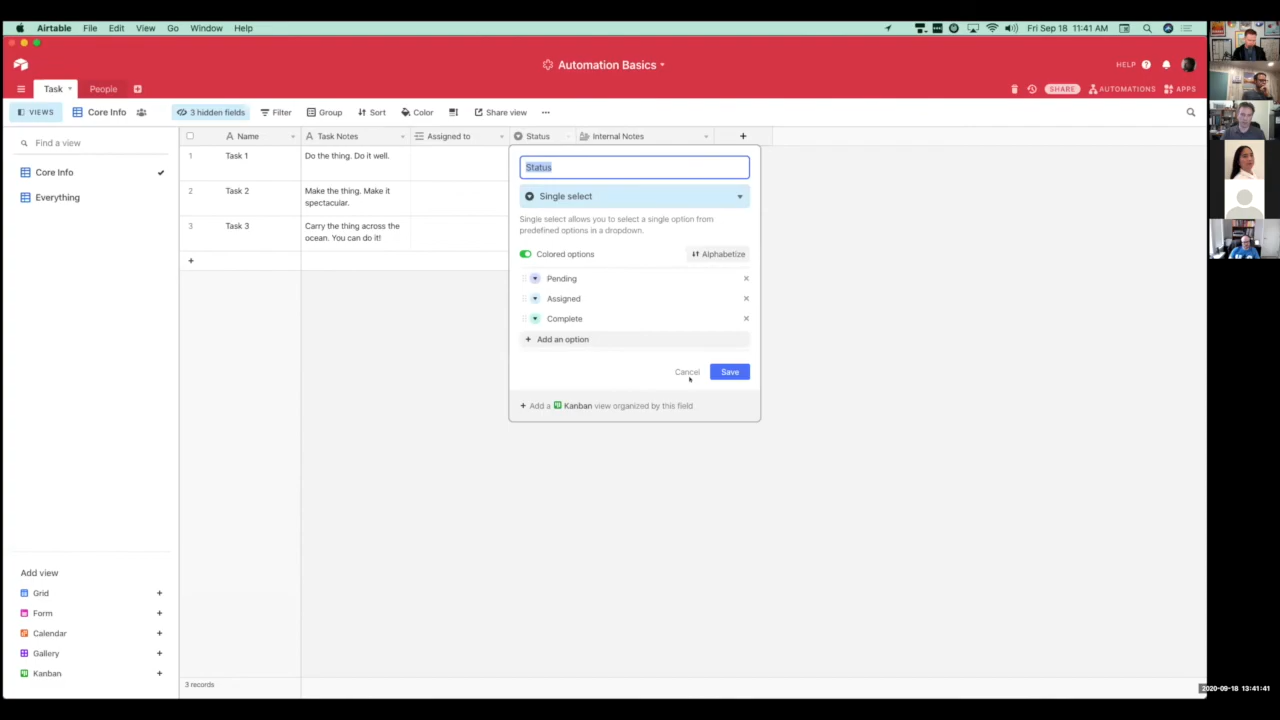 Airtable File Edit View Go Window Help
Fri Sep 18 11:41 AM
Automation Basics
HELP
Task People
SHARE AUTOMATIONS APPS
VIEWS Core Info 3 hidden fields Filter Group Sort Color Share view
Find a view
Core Info
Everything
Name Task Notes Assigned to Status Internal Notes
1 Task 1 Do the thing. Do it well.
2 Task 2 Make the thing. Make it
spectacular.
3 Task 3 Carry the thing across the
ocean. You can do it!
Status
Single select
Single select allows you to select a single option from
predefined options in a dropdown.
Colored options Alphabetize
Pending
Assigned
Complete
+ Add an option
Cancel Save
+ Add a Kanban view organized by this field
Add view
Grid
Form
Calendar
Gallery
Kanban
3 records
2020-09-18 13:41:41